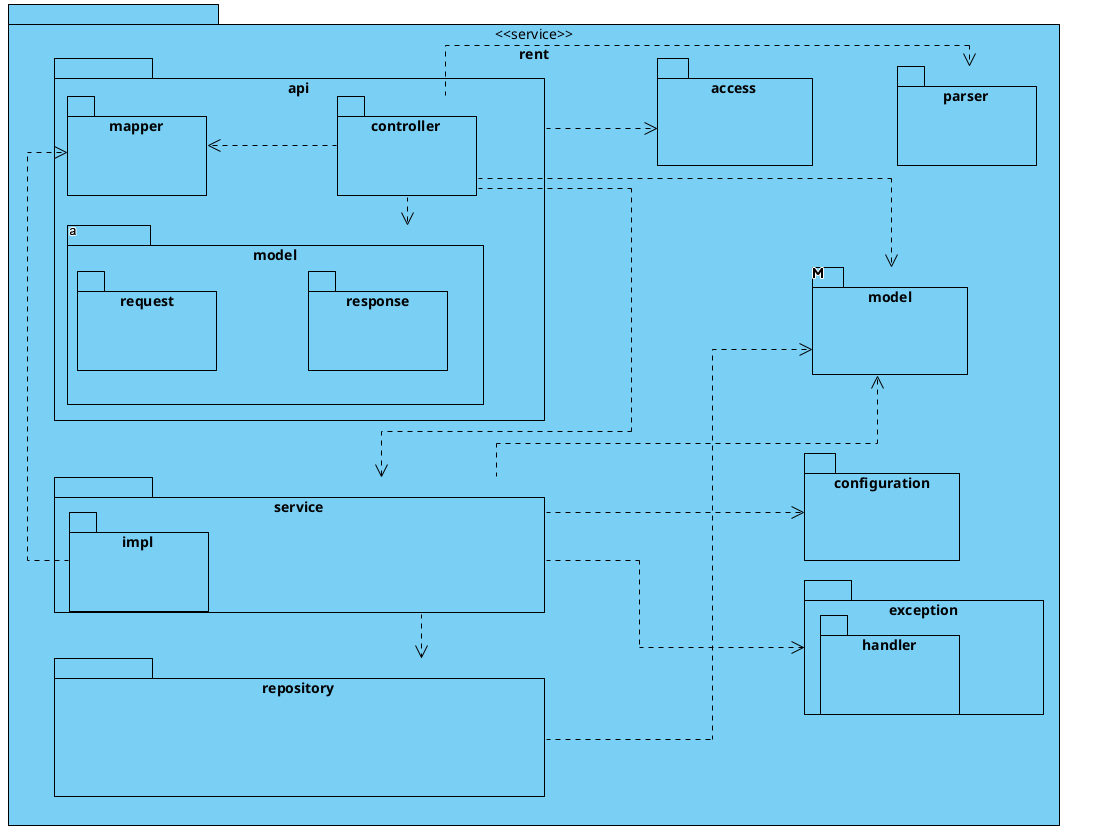 <<service>>
rent
api
access
parser
mapper
controller
a
model
request
response
M
model
service
configuration
impl
exception
handler
repository